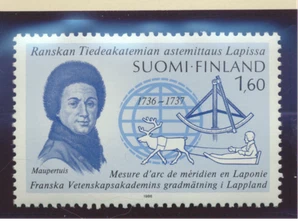 Ranskan Tiedeakatemian astemittaus Lapissa
SUOMI-FINLAND
1,60
1736-1737
Maupertuis
Mesure d'arc de méridien en Laponie
Franska Vetenskapsakademins gradmätning i Lappland
1986